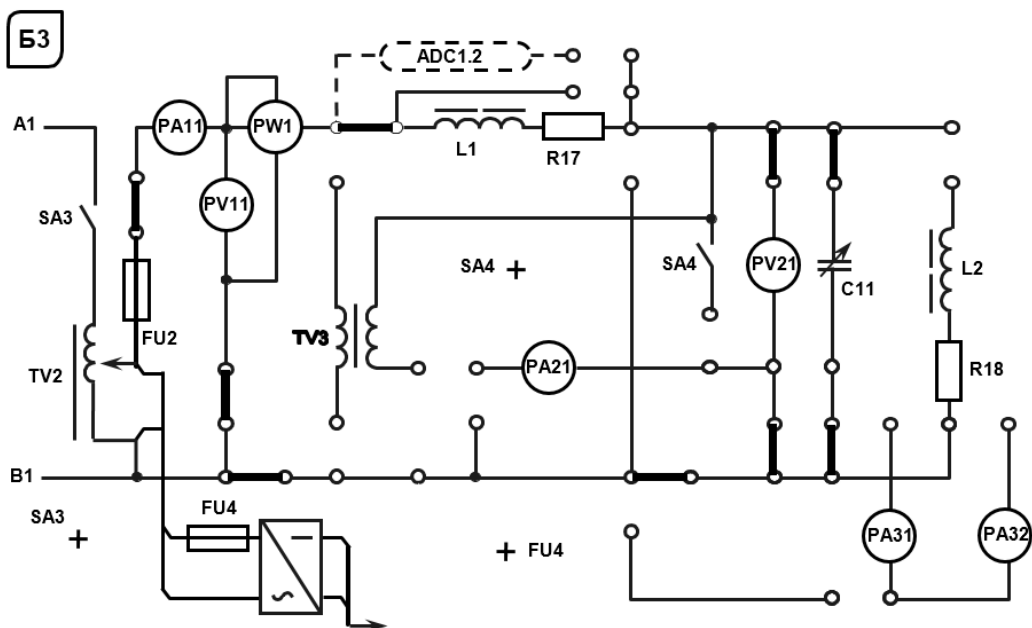 Б3
ADC1.2
A1
PA11
PW1
L1
R17
SA3
PV11
SA4
SA4
PV21
C11
L2
FU2
TV3
TV2
PA21
R18
B1
SA3
FU4
FU4
PA31
PA32